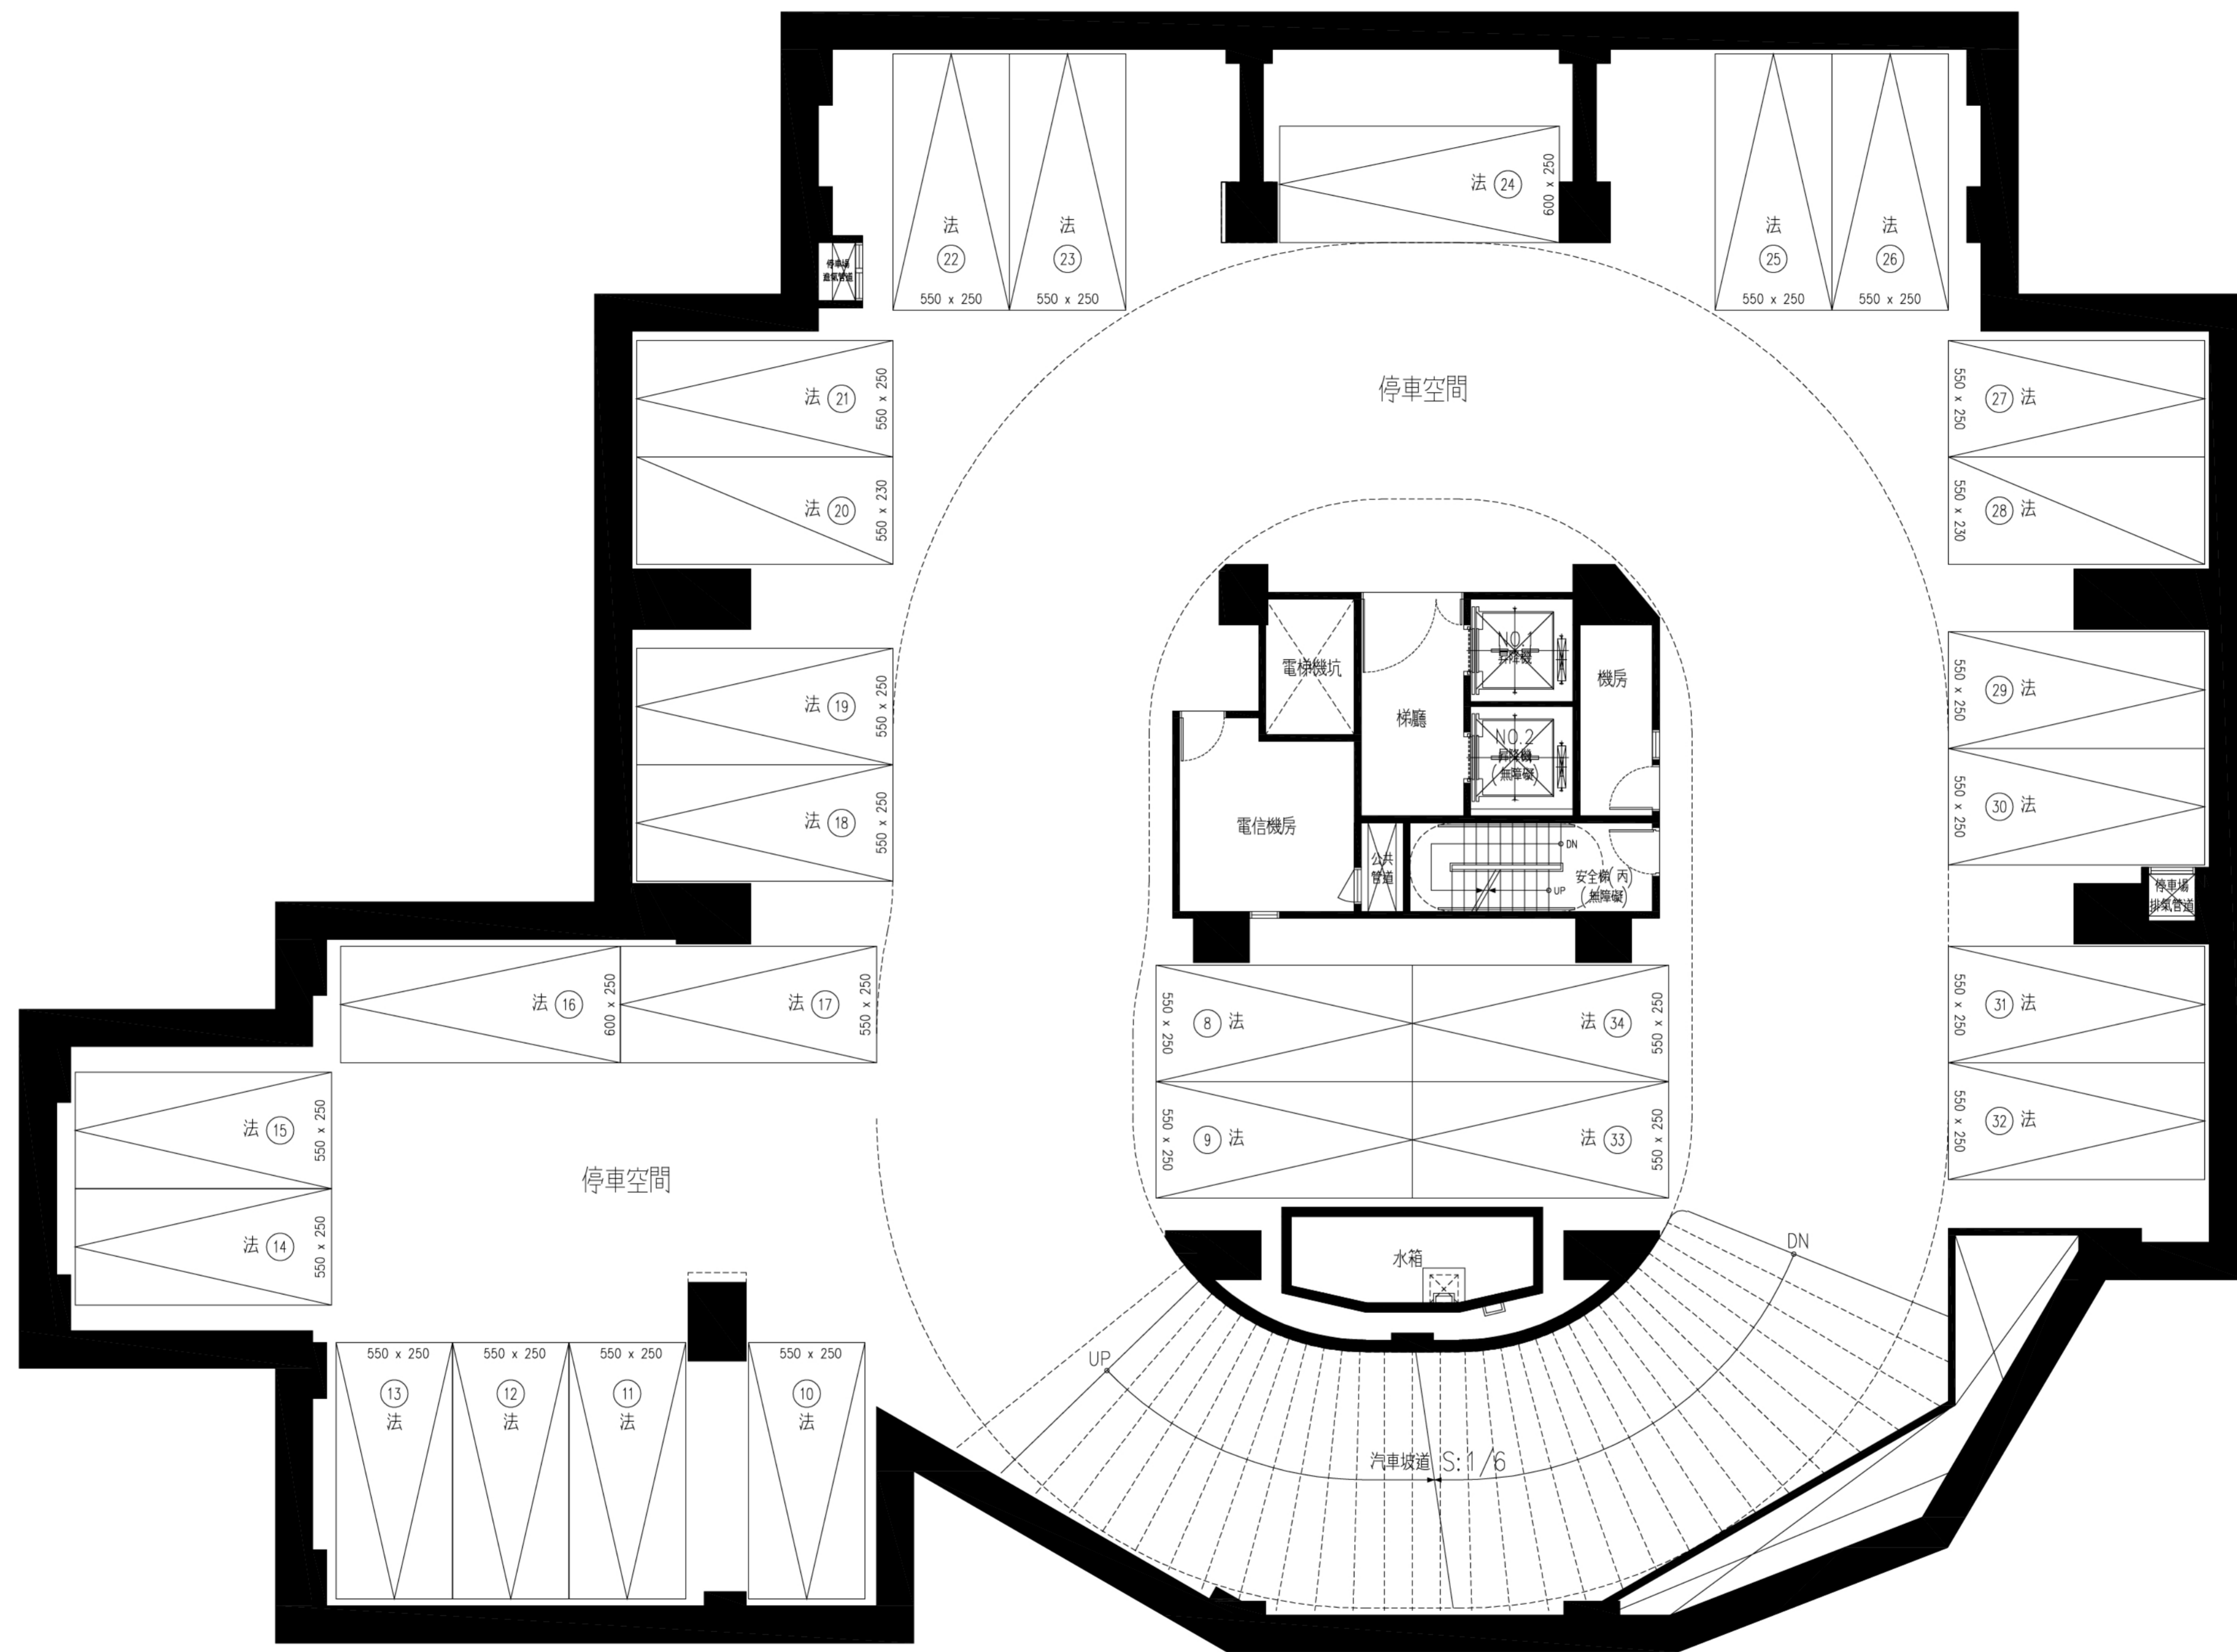 法 24
600 x 250
法
22
550 x 250
法
23
550 x 250
法
25
550 x 250
法
26
550 x 250
停車場
進氣管道
停車空間
法 21
550 x 250
法 20
550 x 230
27 法
550 x 250
28 法
550 x 230
法 19
550 x 250
法 18
550 x 250
29 法
550 x 250
30 法
550 x 250
電梯機坑
NO.1
昇降機
機房
梯廳
NO.2
昇降機
(無障礙)
電信機房
公共
管道
DN
UP
安全梯(丙)
(無障礙)
停車場
排氣管道
法 16
600 x 250
法 17
550 x 250
8 法
550 x 250
法 34
550 x 250
31 法
550 x 250
法 15
550 x 250
9 法
550 x 250
法 33
550 x 250
32 法
550 x 250
停車空間
法 14
550 x 250
水箱
DN
UP
550 x 250
13
法
550 x 250
12
法
550 x 250
11
法
550 x 250
10
法
汽車坡道 S:1/6